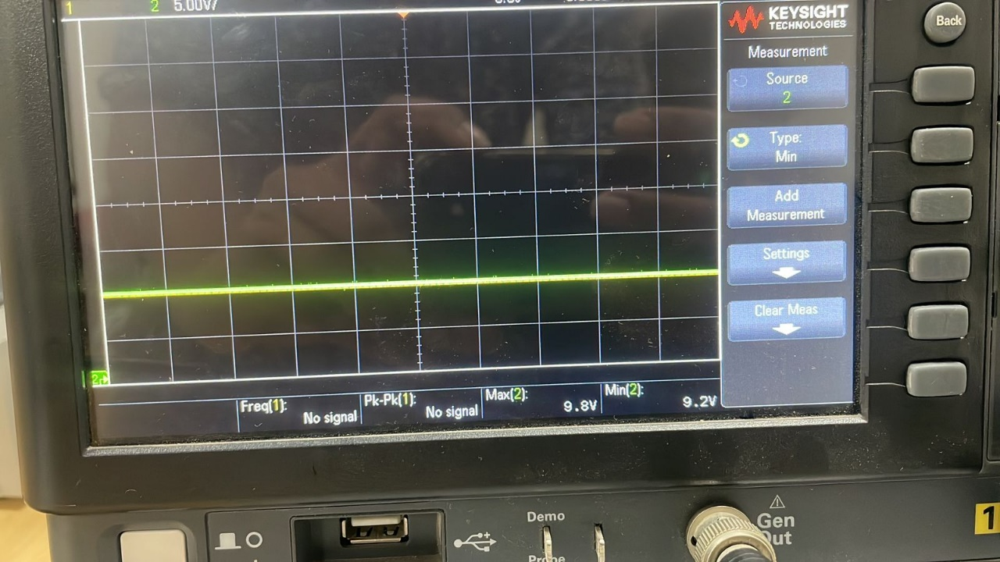 1 2 5.00V/
KEYSIGHT
TECHNOLOGIES
Back
Measurement
Source
2
Type:
Min
Add
Measurement
Settings
Clear Meas
2
Freq(1):
No signal
Pk-Pk(1):
No signal
Max(2):
9.8V
Min(2):
9.2V
Demo
Probe
Gen
Out
1